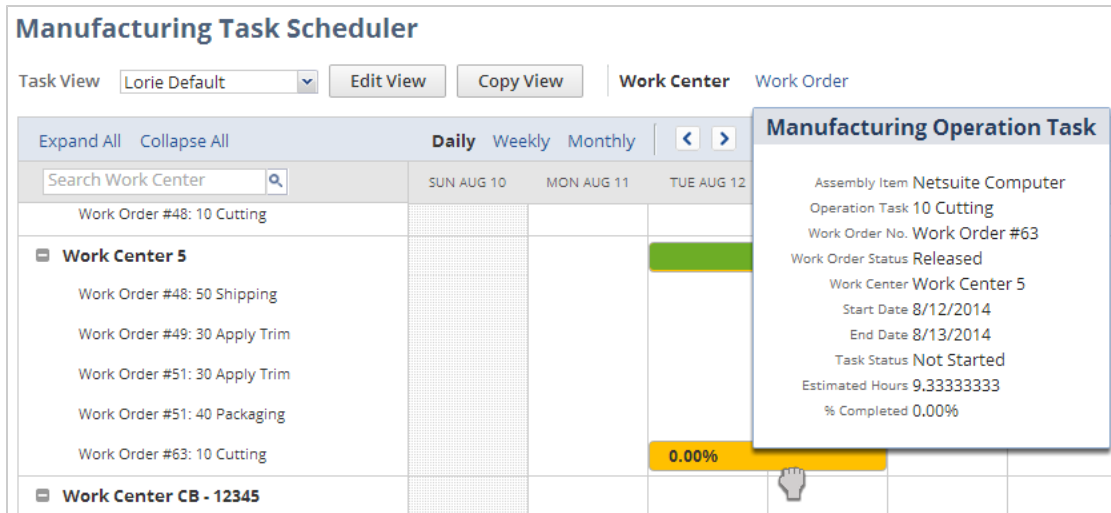 Manufacturing Task Scheduler
Task View Lorie Default Edit View Copy View Work Center Work Order
Expand All Collapse All Daily Weekly Monthly
Search Work Center SUN AUG 10 MON AUG 11 TUE AUG 12
Work Order #48: 10 Cutting
Work Center 5
Work Order #48: 50 Shipping
Work Order #49: 30 Apply Trim
Work Order #51: 30 Apply Trim
Work Order #51: 40 Packaging
Work Order #63: 10 Cutting 0.00%
Work Center CB - 12345
Manufacturing Operation Task
Assembly Item Netsuite Computer
Operation Task 10 Cutting
Work Order No. Work Order #63
Work Order Status Released
Work Center Work Center 5
Start Date 8/12/2014
End Date 8/13/2014
Task Status Not Started
Estimated Hours 9.33333333
% Completed 0.00%